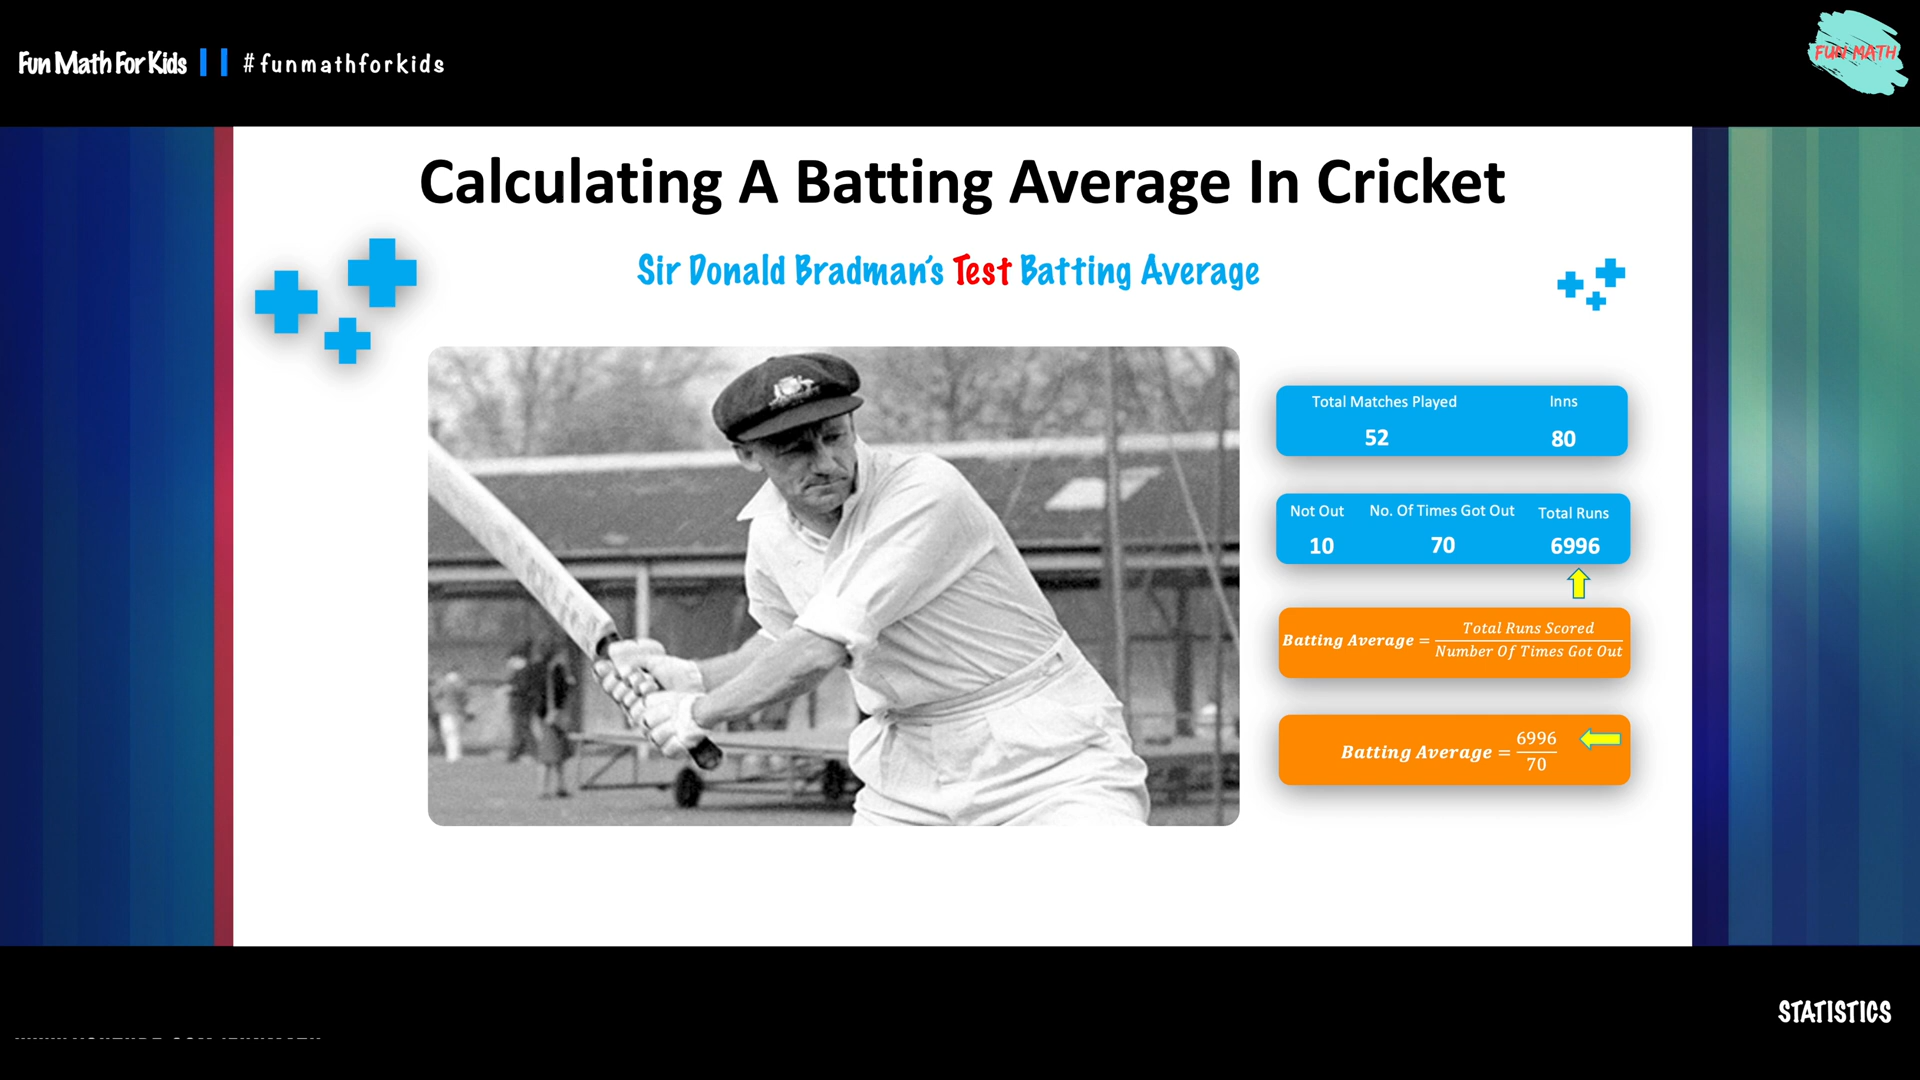 Fun Math For Kids || #funmathforkids
FUN MATH
Calculating A Batting Average In Cricket
Sir Donald Bradman's Test Batting Average
Total Matches Played Inns
52 80
Not Out No. Of Times Got Out Total Runs
10 70 6996
Batting Average = Total Runs Scored / Number Of Times Got Out
Batting Average = 6996 / 70
STATISTICS